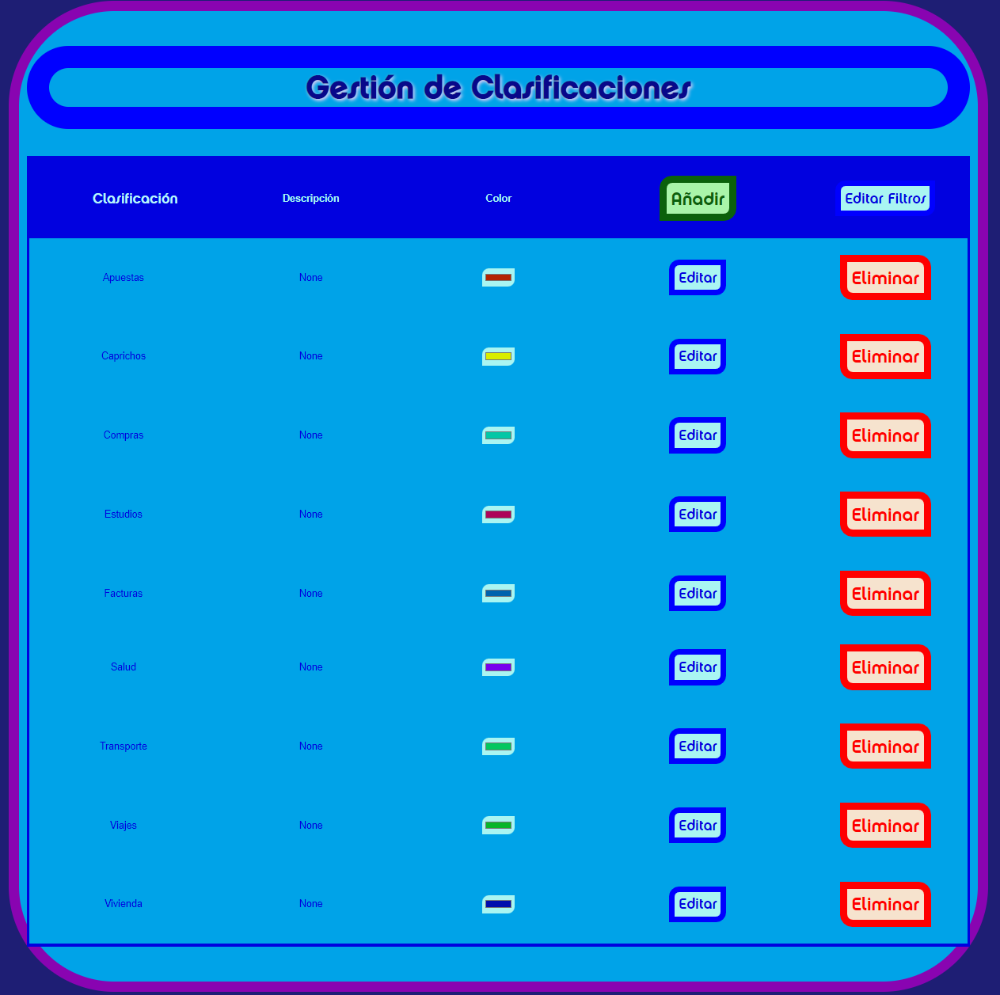 Gestión de Clasificaciones
Clasificación Descripción Color Añadir Editar Filtros
Apuestas None Editar Eliminar
Caprichos None Editar Eliminar
Compras None Editar Eliminar
Estudios None Editar Eliminar
Facturas None Editar Eliminar
Salud None Editar Eliminar
Transporte None Editar Eliminar
Viajes None Editar Eliminar
Vivienda None Editar Eliminar